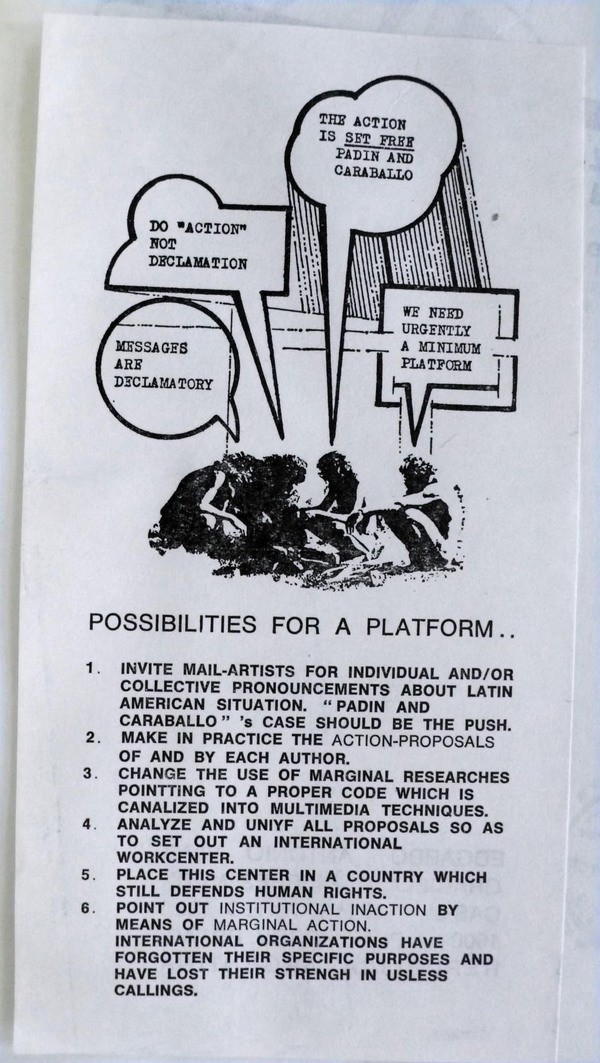 THE ACTION
IS SET FREE
PADIN AND
CARABALLO
DO "ACTION"
NOT
DECLAMATION
WE NEED
URGENTLY
A MINIMUM
PLATFORM
MESSAGES
ARE
DECLAMATORY
POSSIBILITIES FOR A PLATFORM..
1. INVITE MAIL-ARTISTS FOR INDIVIDUAL AND/OR
COLLECTIVE PRONOUNCEMENTS ABOUT LATIN
AMERICAN SITUATION. "PADIN AND
CARABALLO" 's CASE SHOULD BE THE PUSH.
2. MAKE IN PRACTICE THE ACTION-PROPOSALS
OF AND BY EACH AUTHOR.
3. CHANGE THE USE OF MARGINAL RESEARCHES
POINTTING TO A PROPER CODE WHICH IS
CANALIZED INTO MULTIMEDIA TECHNIQUES.
4. ANALYZE AND UNIYF ALL PROPOSALS SO AS
TO SET OUT AN INTERNATIONAL
WORKCENTER.
5. PLACE THIS CENTER IN A COUNTRY WHICH
STILL DEFENDS HUMAN RIGHTS.
6. POINT OUT INSTITUTIONAL INACTION BY
MEANS OF MARGINAL ACTION.
INTERNATIONAL ORGANIZATIONS HAVE
FORGOTTEN THEIR SPECIFIC PURPOSES AND
HAVE LOST THEIR STRENGH IN USLESS
CALLINGS.